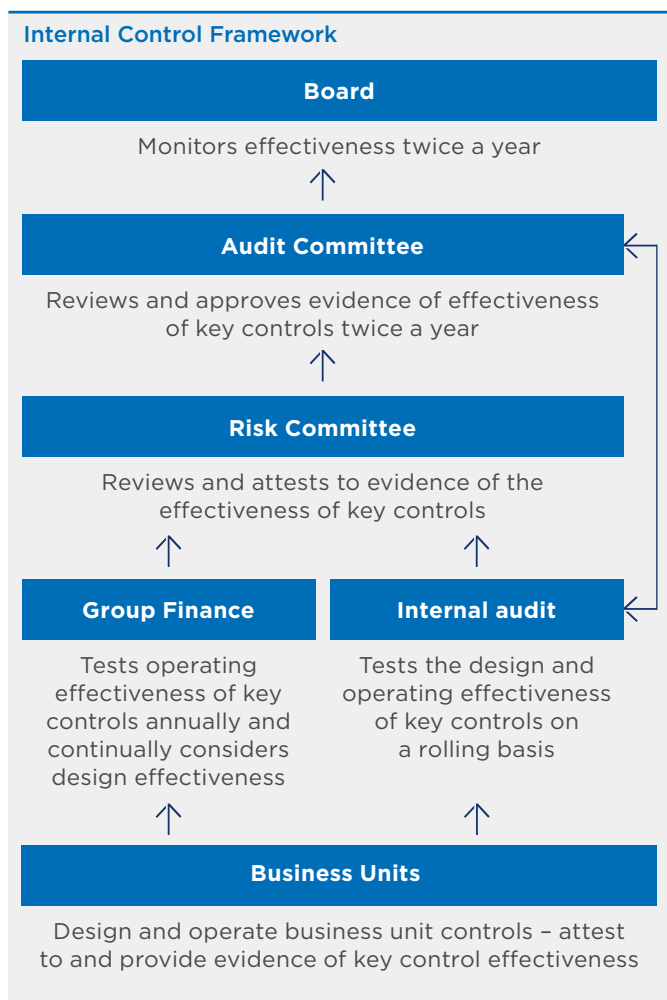 Internal Control Framework
Board
Monitors effectiveness twice a year
Audit Committee
Reviews and approves evidence of effectiveness
of key controls twice a year
Risk Committee
Reviews and attests to evidence of the
effectiveness of key controls
Group Finance
Tests operating
effectiveness of key
controls annually and
continually considers
design effectiveness
Internal audit
Tests the design and
operating effectiveness
of key controls on
a rolling basis
Business Units
Design and operate business unit controls – attest
to and provide evidence of key control effectiveness